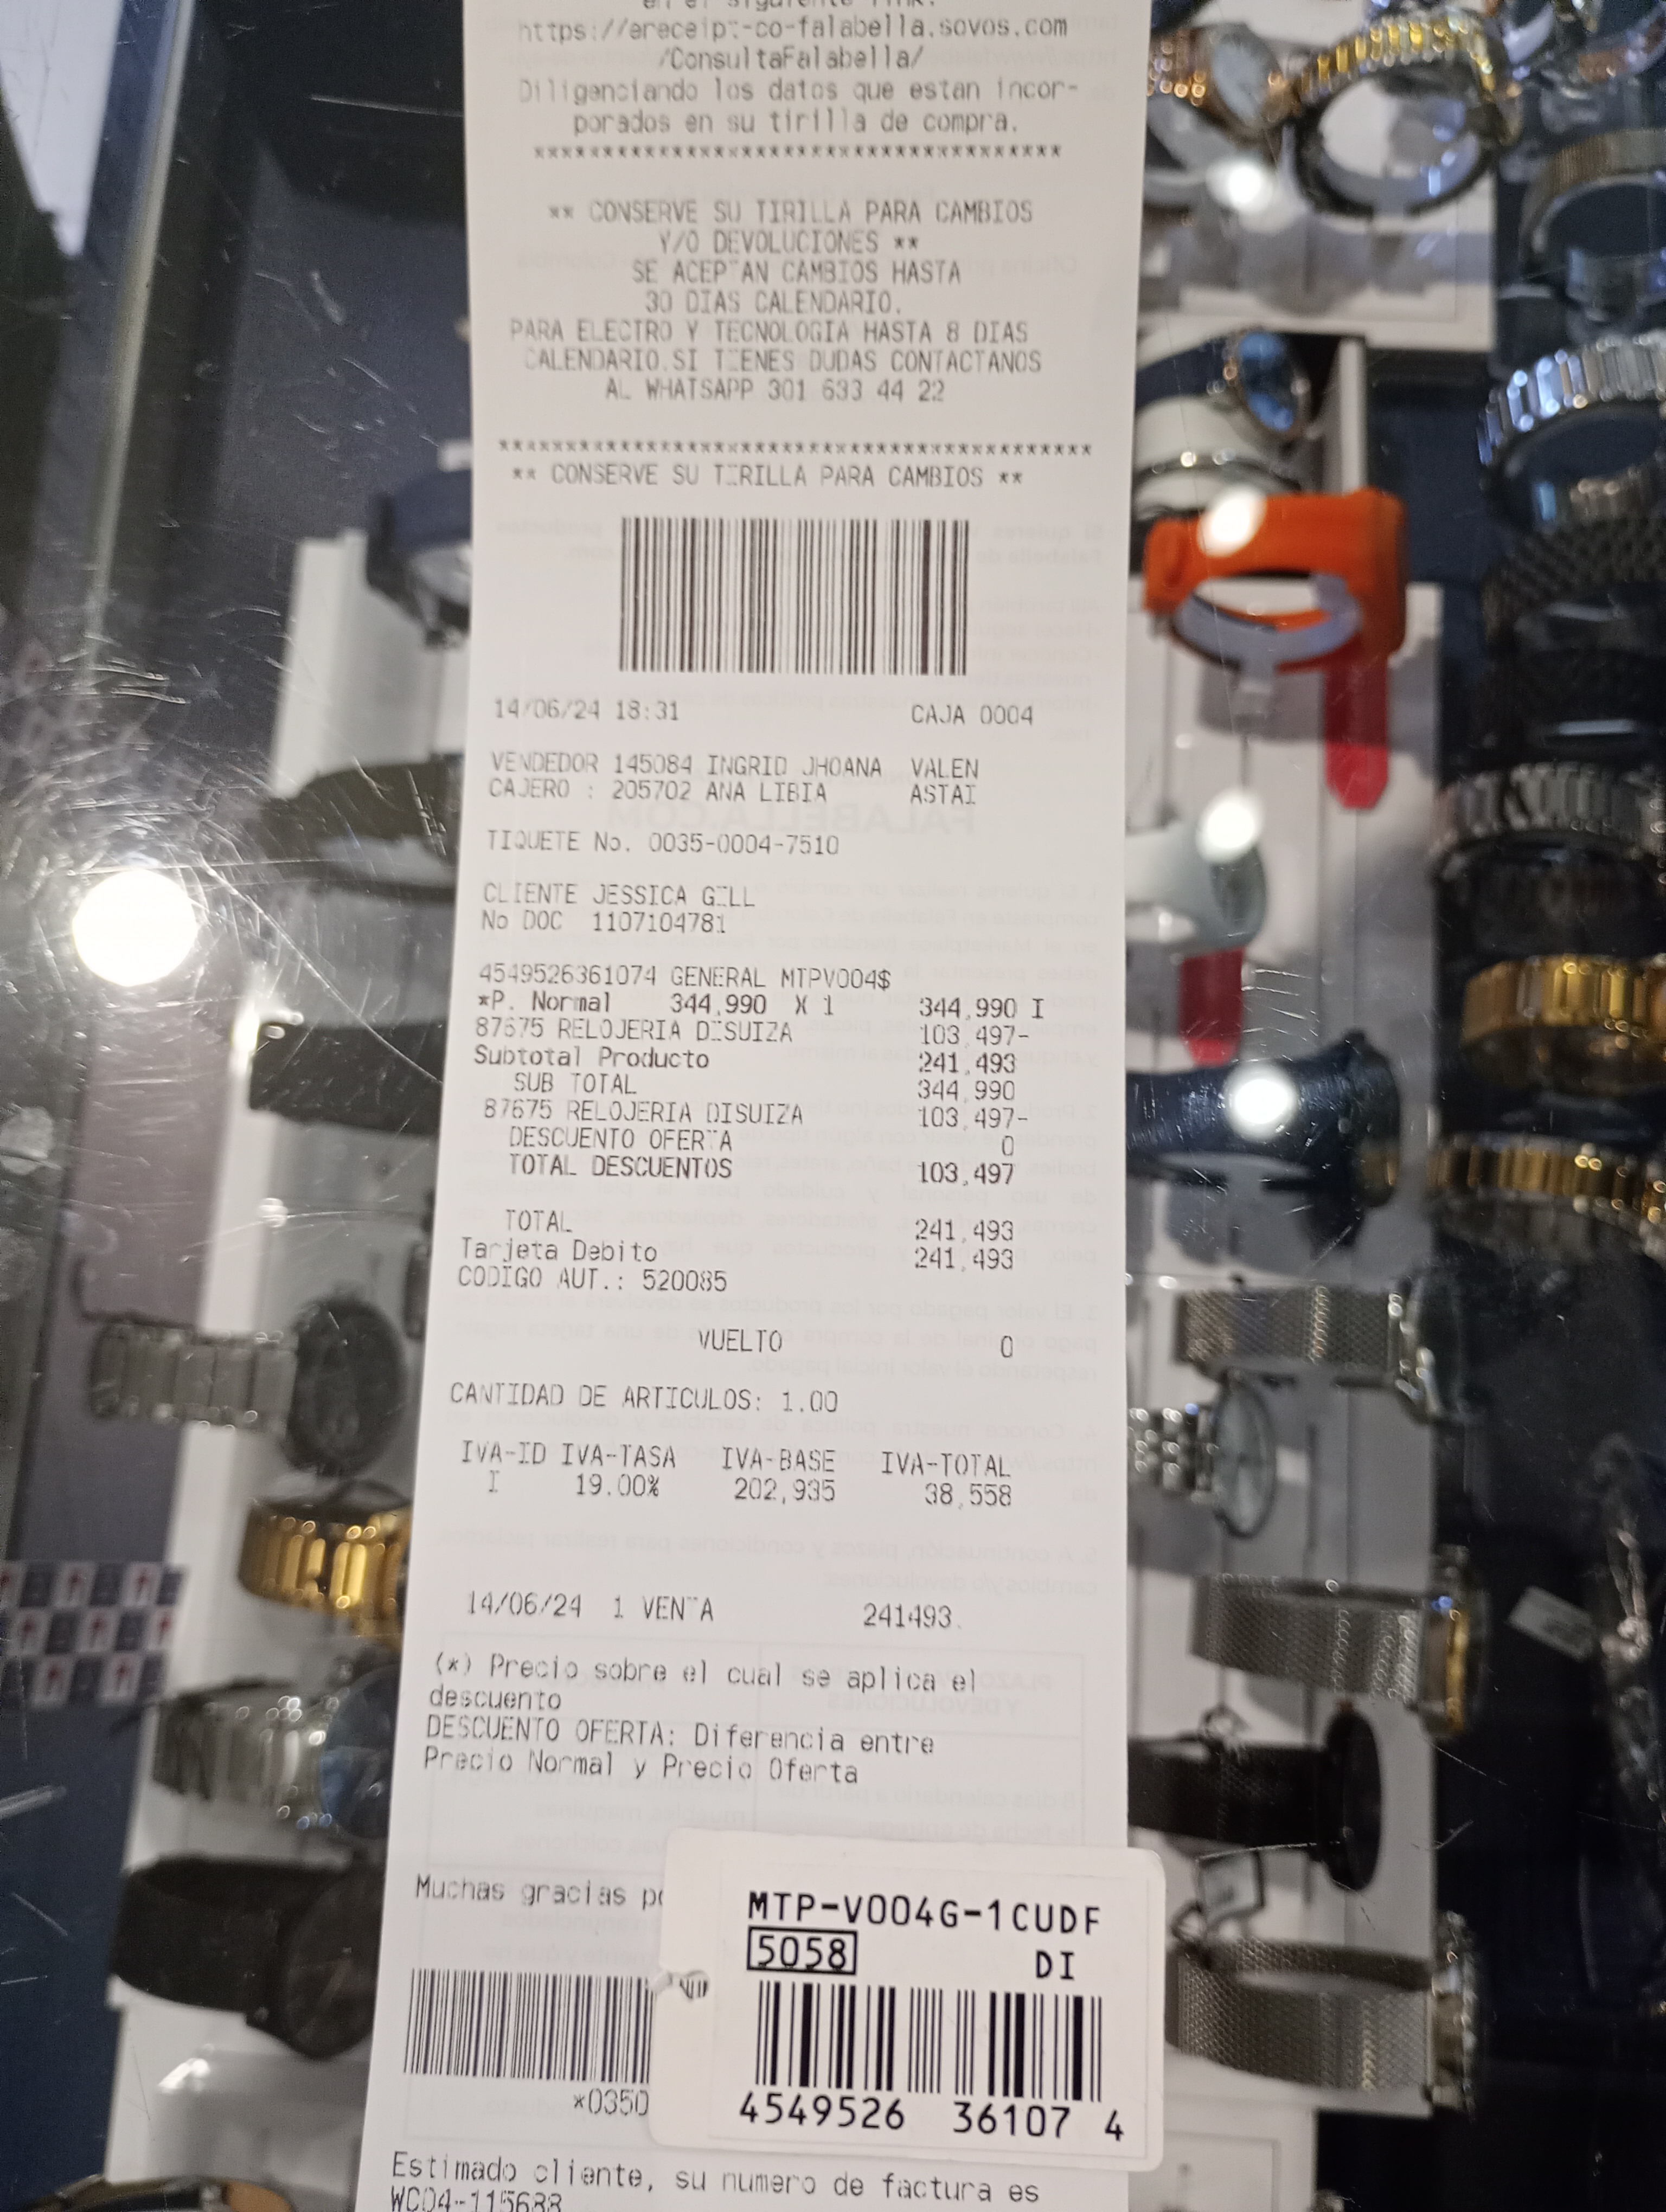 en el siguiente link:
https://ereceipt-co-falabella.sovos.com
/ConsultaFalabella/
Diligenciando los datos que estan incor-
porados en su tirilla de compra.
****************************************
** CONSERVE SU TIRILLA PARA CAMBIOS
Y/O DEVOLUCIONES **
SE ACEPTAN CAMBIOS HASTA
30 DIAS CALENDARIO.
PARA ELECTRO Y TECNOLOGIA HASTA 8 DIAS
CALENDARIO.SI TIENES DUDAS CONTACTANOS
AL WHATSAPP 301 633 44 22
********************************************
** CONSERVE SU TIRILLA PARA CAMBIOS **
14/06/24 18:31 CAJA 0004
VENDEDOR 145084 INGRID JHOANA VALEN
CAJERO : 205702 ANA LIBIA ASTAI
TIQUETE No. 0035-0004-7510
CLIENTE JESSICA GILL
No DOC 1107104781
4549526361074 GENERAL MTPV004$
*P. Normal 344,990 X 1 344,990 I
87675 RELOJERIA DISUIZA 103,497-
Subtotal Producto 241,493
SUB TOTAL 344,990
87675 RELOJERIA DISUIZA 103,497-
DESCUENTO OFERTA 0
TOTAL DESCUENTOS 103,497
TOTAL 241,493
Tarjeta Debito 241,493
CODIGO AUT.: 520085
VUELTO 0
CANTIDAD DE ARTICULOS: 1.00
IVA-ID IVA-TASA IVA-BASE IVA-TOTAL
I 19.00% 202,935 38,558
14/06/24 1 VENTA 241493.
(*) Precio sobre el cual se aplica el
descuento
DESCUENTO OFERTA: Diferencia entre
Precio Normal y Precio Oferta
Muchas gracias
MTP-V004G-1CUDF
5058 DI
4549526 36107 4
*0350
Estimado cliente, su numero de factura es
WC04-115688